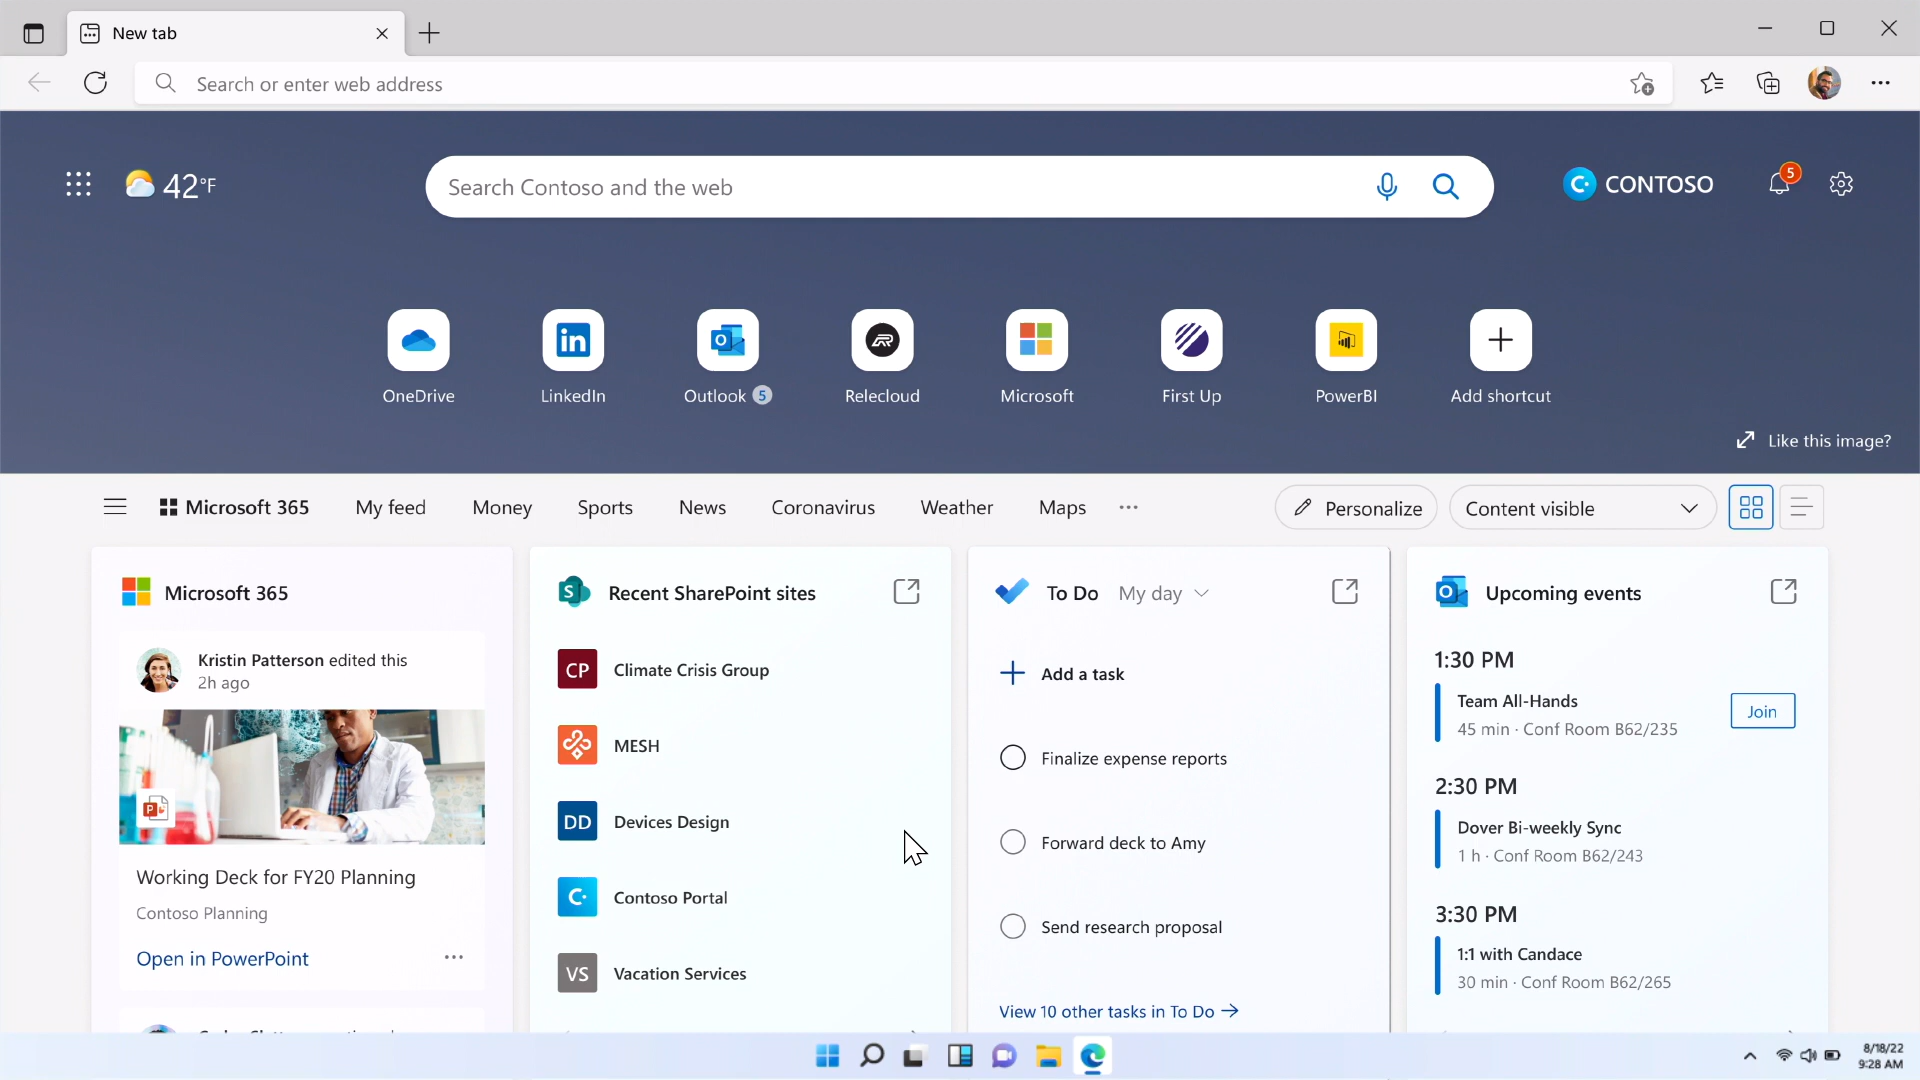 New tab
Search or enter web address
42°F
Search Contoso and the web
CONTOSO
5
OneDrive
LinkedIn
Outlook 5
Relecloud
Microsoft
First Up
PowerBI
Add shortcut
Like this image?
Microsoft 365
My feed
Money
Sports
News
Coronavirus
Weather
Maps
Personalize
Content visible
Microsoft 365
Kristin Patterson edited this
2h ago
Working Deck for FY20 Planning
Contoso Planning
Open in PowerPoint
Recent SharePoint sites
CP
Climate Crisis Group
MESH
DD
Devices Design
Contoso Portal
VS
Vacation Services
To Do
My day
Add a task
Finalize expense reports
Forward deck to Amy
Send research proposal
View 10 other tasks in To Do
Upcoming events
1:30 PM
Team All-Hands
45 min · Conf Room B62/235
Join
2:30 PM
Dover Bi-weekly Sync
1 h · Conf Room B62/243
3:30 PM
1:1 with Candace
30 min · Conf Room B62/265
8/18/22
9:28 AM